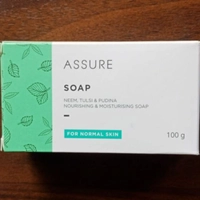 ASSURE
SOAP
NEEM, TULSI & PUDINA
NOURISHING & MOISTURISING SOAP
FOR NORMAL SKIN
100 g